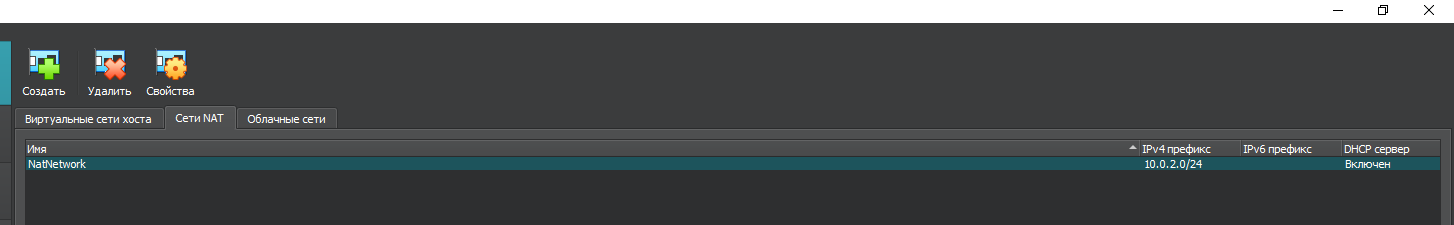 Создать Удалить Свойства
Виртуальные сети хоста Сети NAT Облачные сети
Имя IPv4 префикс IPv6 префикс DHCP сервер
NatNetwork 10.0.2.0/24 Включен